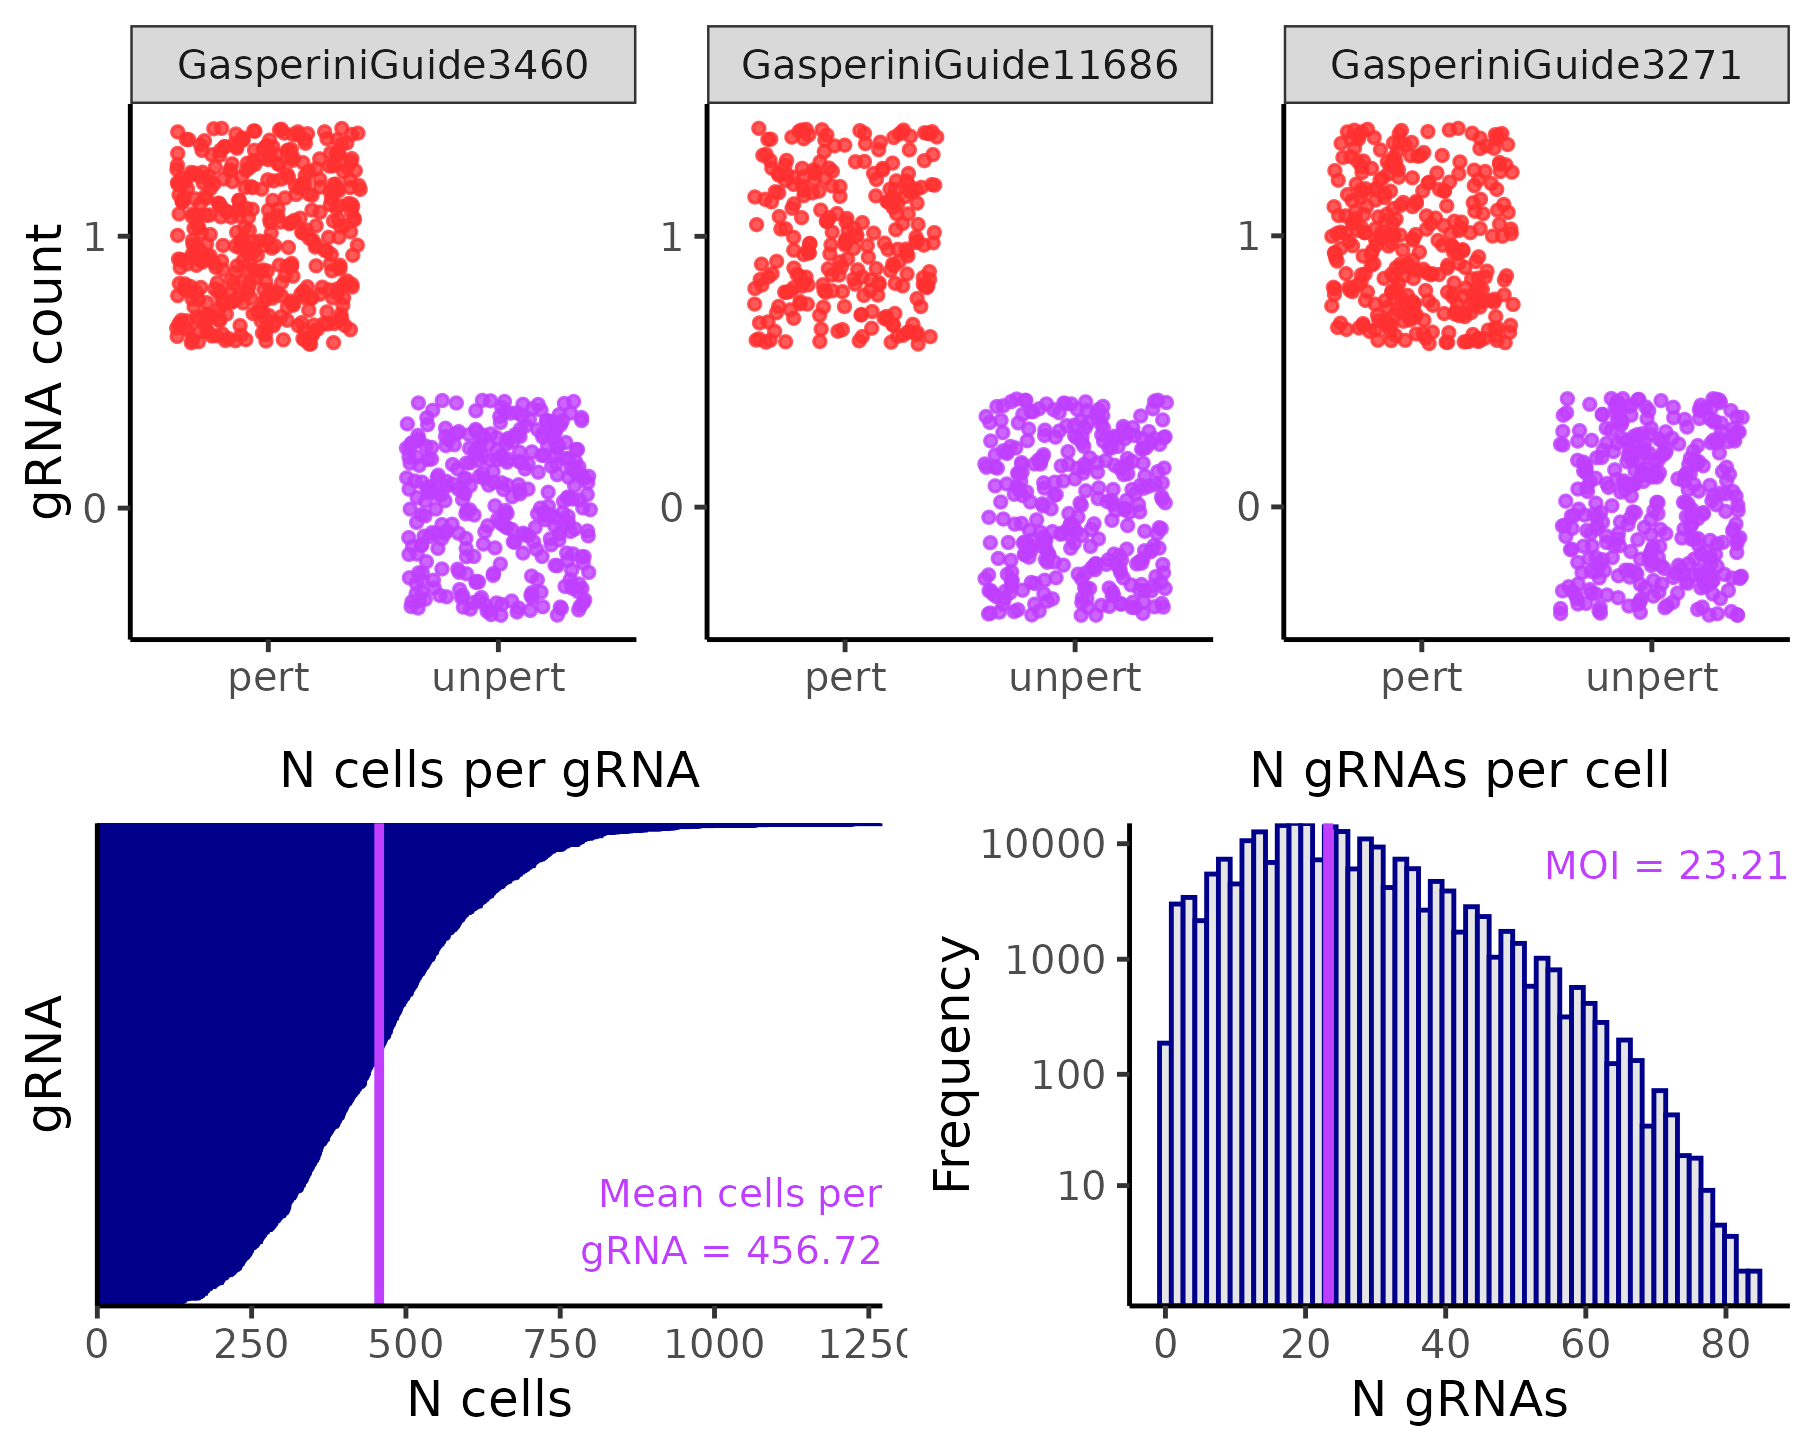 GasperiniGuide3460 GasperiniGuide11686 GasperiniGuide3271
gRNA count
1 1 1
0 0 0
pert unpert pert unpert pert unpert
N cells per gRNA
gRNA
Mean cells per
gRNA = 456.72
0 250 500 750 1000 1250
N cells
N gRNAs per cell
Frequency
10000
1000
100
10
MOI = 23.21
0 20 40 60 80
N gRNAs